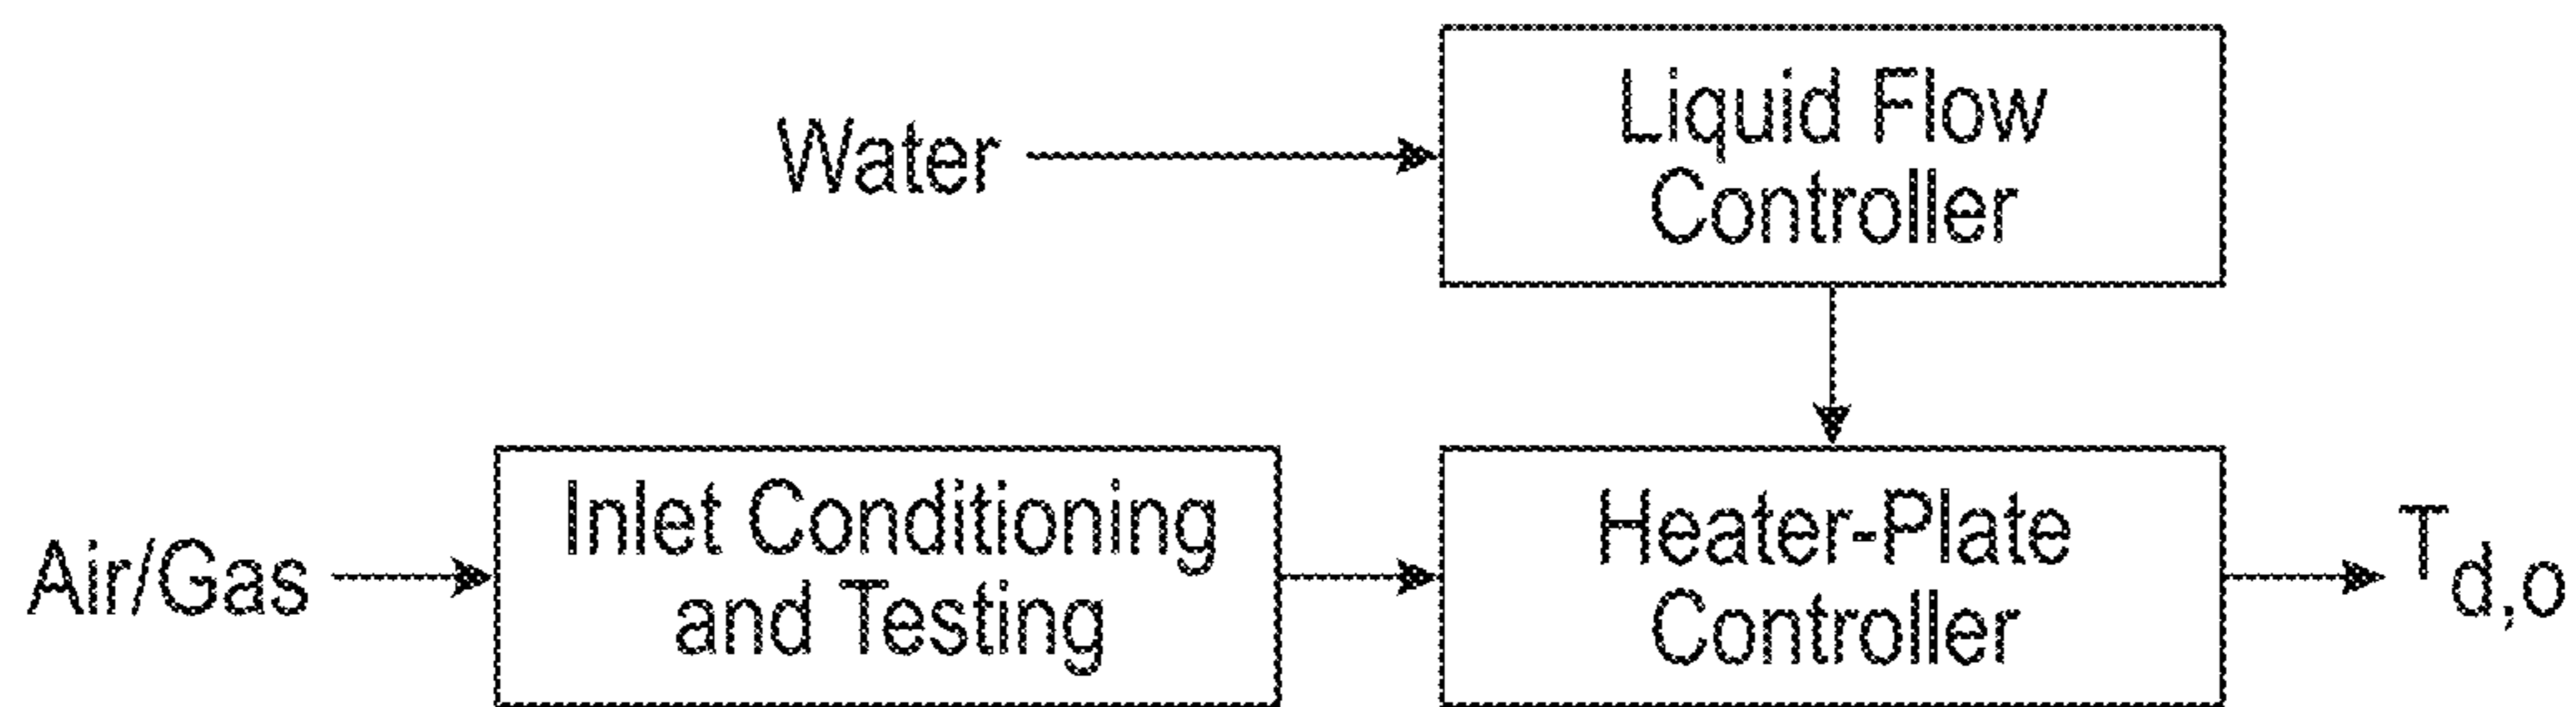 Water
Liquid Flow
Controller
Air/Gas
Inlet Conditioning
and Testing
Heater-Plate
Controller
Td,o